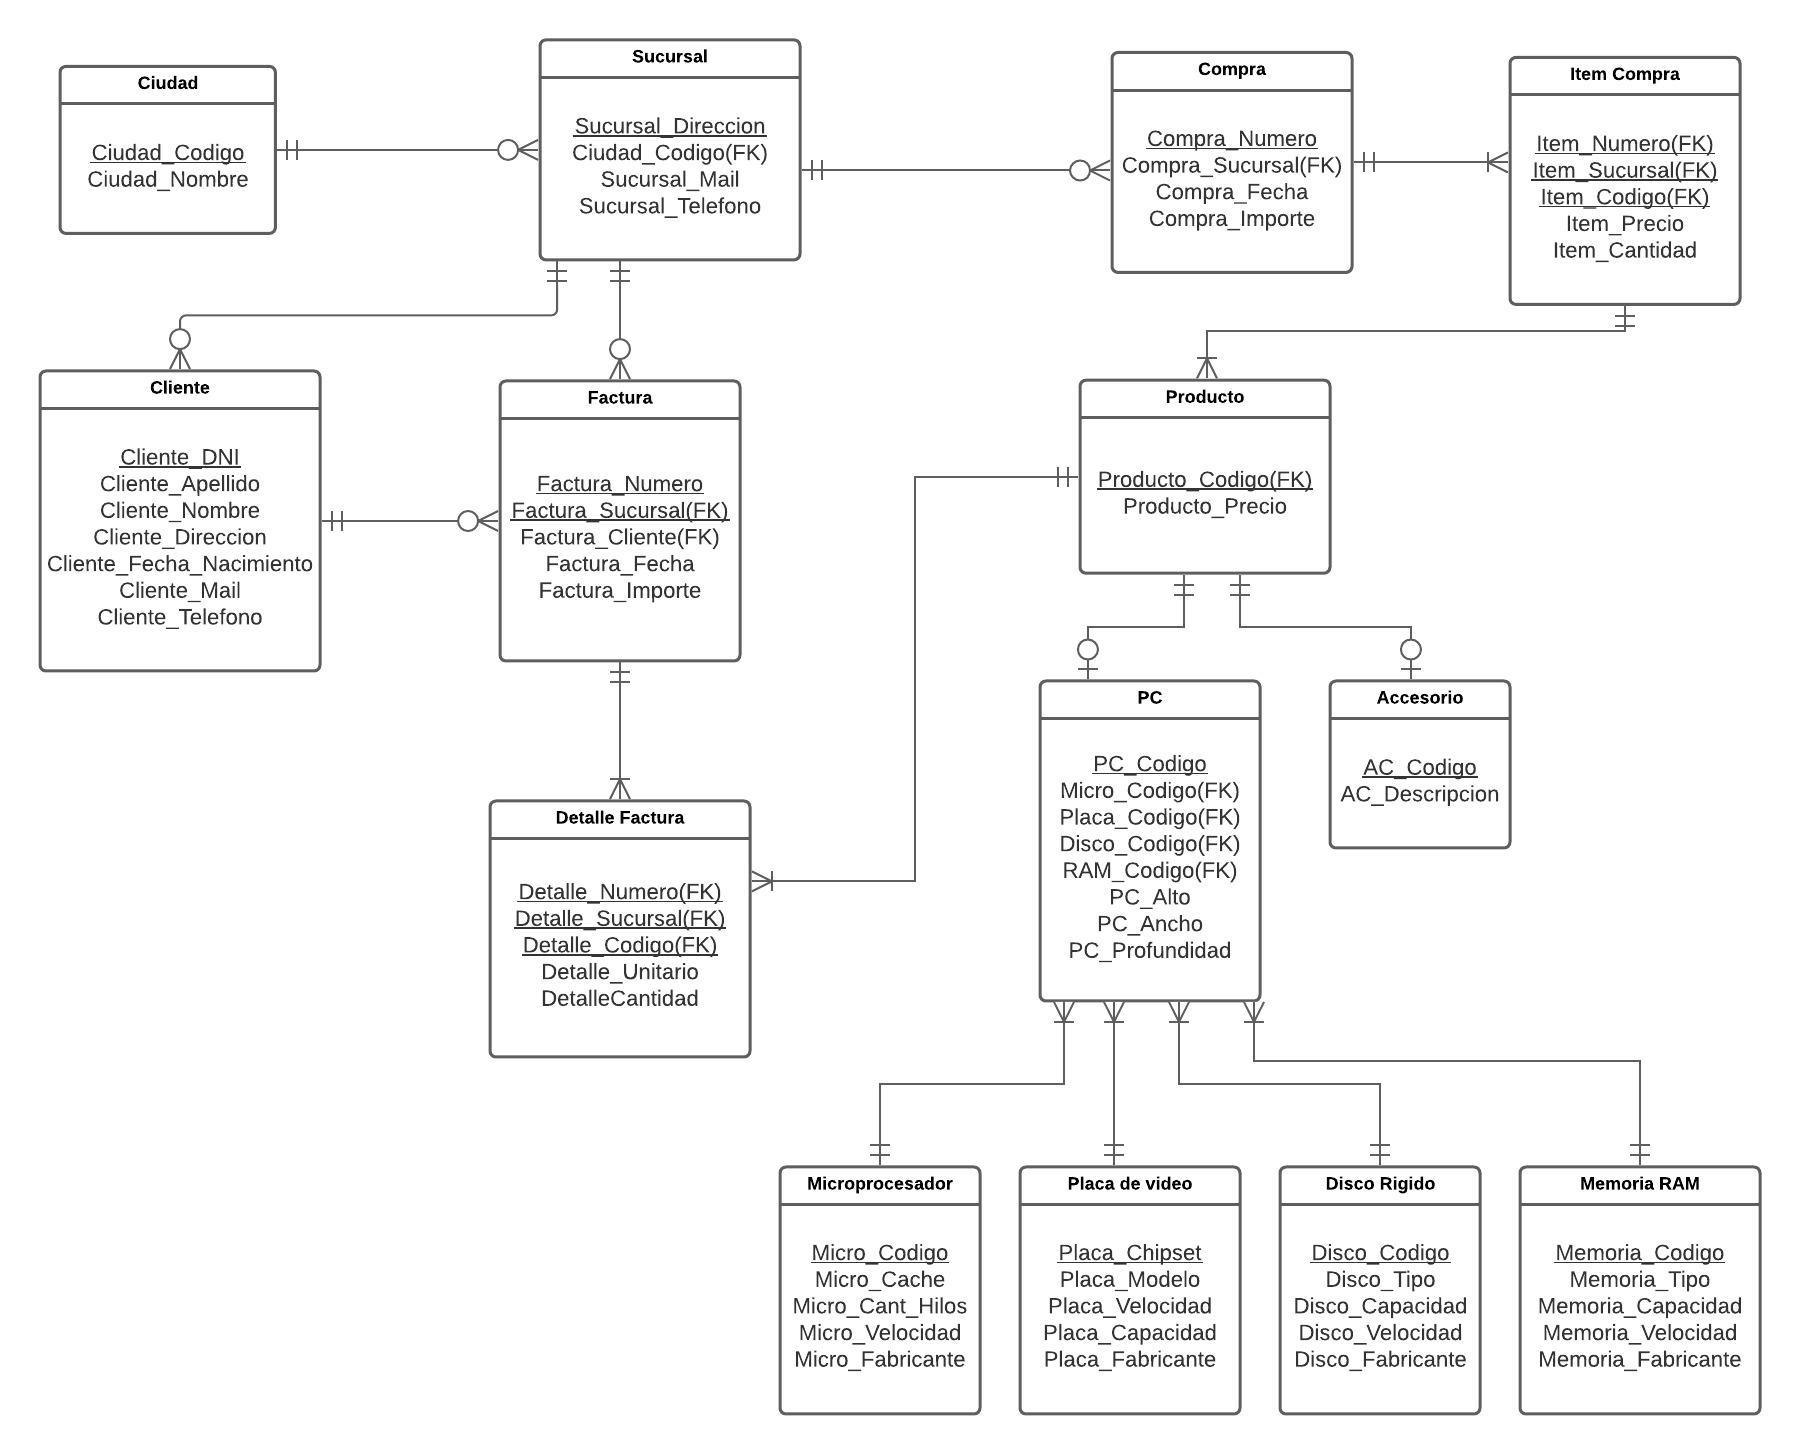 Ciudad
Ciudad_Codigo
Ciudad_Nombre
Sucursal
Sucursal_Direccion
Ciudad_Codigo(FK)
Sucursal_Mail
Sucursal_Telefono
Compra
Compra_Numero
Compra_Sucursal(FK)
Compra_Fecha
Compra_Importe
Item Compra
Item_Numero(FK)
Item_Sucursal(FK)
Item_Codigo(FK)
Item_Precio
Item_Cantidad
Cliente
Cliente_DNI
Cliente_Apellido
Cliente_Nombre
Cliente_Direccion
Cliente_Fecha_Nacimiento
Cliente_Mail
Cliente_Telefono
Factura
Factura_Numero
Factura_Sucursal(FK)
Factura_Cliente(FK)
Factura_Fecha
Factura_Importe
Producto
Producto_Codigo(FK)
Producto_Precio
Detalle Factura
Detalle_Numero(FK)
Detalle_Sucursal(FK)
Detalle_Codigo(FK)
Detalle_Unitario
DetalleCantidad
PC
PC_Codigo
Micro_Codigo(FK)
Placa_Codigo(FK)
Disco_Codigo(FK)
RAM_Codigo(FK)
PC_Alto
PC_Ancho
PC_Profundidad
Accesorio
AC_Codigo
AC_Descripcion
Microprocesador
Micro_Codigo
Micro_Cache
Micro_Cant_Hilos
Micro_Velocidad
Micro_Fabricante
Placa de video
Placa_Chipset
Placa_Modelo
Placa_Velocidad
Placa_Capacidad
Placa_Fabricante
Disco Rigido
Disco_Codigo
Disco_Tipo
Disco_Capacidad
Disco_Velocidad
Disco_Fabricante
Memoria RAM
Memoria_Codigo
Memoria_Tipo
Memoria_Capacidad
Memoria_Velocidad
Memoria_Fabricante